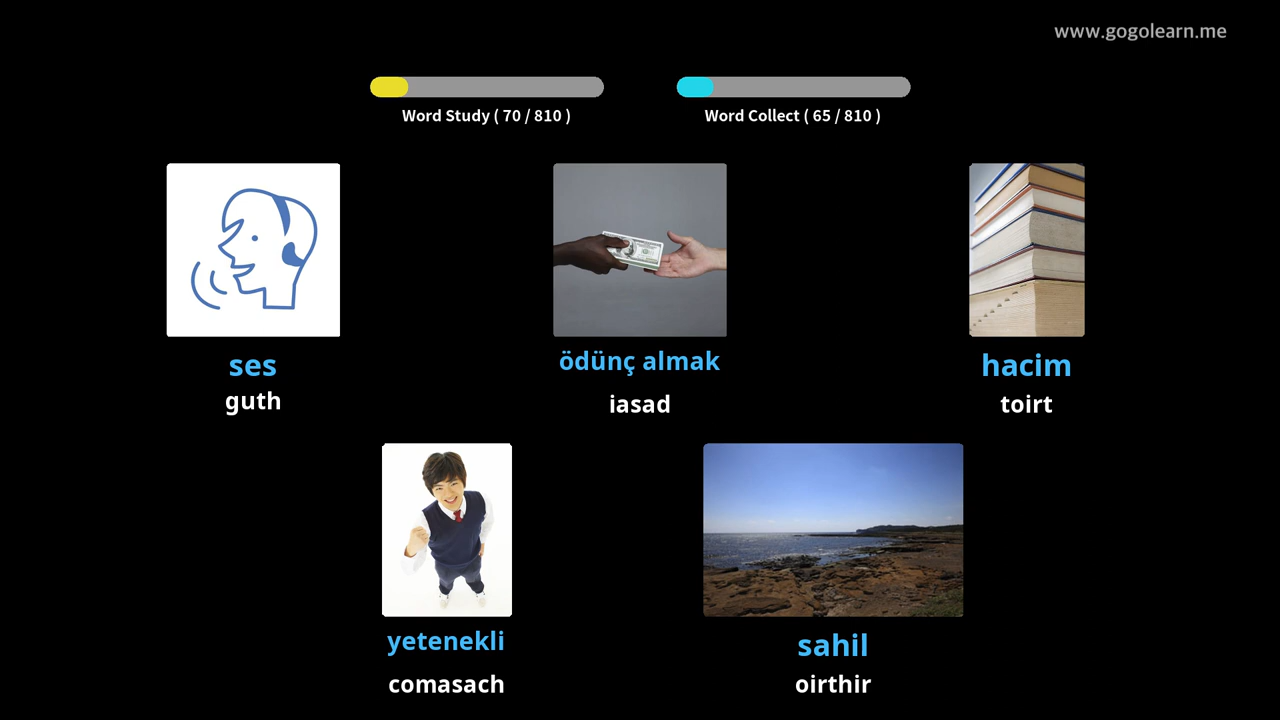 www.gogolearn.me
Word Study ( 70 / 810 )
Word Collect ( 65 / 810 )
ses
guth
ödünç almak
iasad
hacim
toirt
yetenekli
comasach
sahil
oirthir